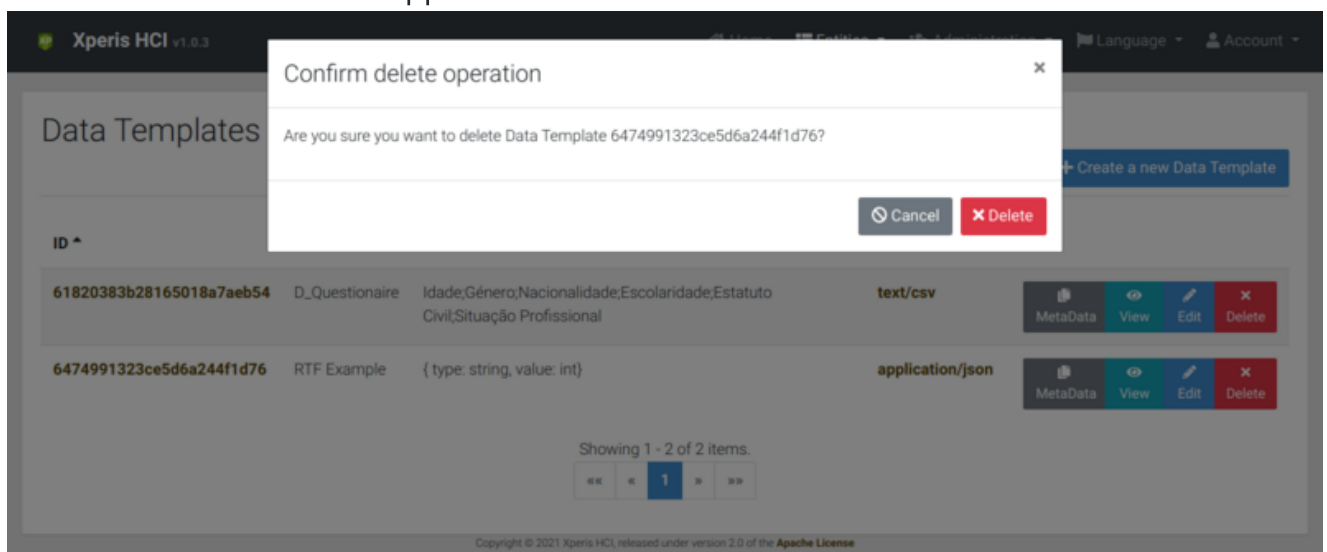 Xperis HCI v1.0.3
Language
Account
Confirm delete operation
×
Are you sure you want to delete Data Template 6474991323ce5d6a244f1d76?
Cancel
Delete
Data Templates
+ Create a new Data Template
ID
61820383b28165018a7aeb54 D_Questionaire Idade;Género;Nacionalidade;Escolaridade;Estatuto text/csv
Civil;Situação Profissional
MetaData View Edit Delete
6474991323ce5d6a244f1d76 RTF Example { type: string, value: int} application/json
MetaData View Edit Delete
Showing 1 - 2 of 2 items.
«« « 1 » »»
Copyright © 2021 Xperis HCI, released under version 2.0 of the Apache License